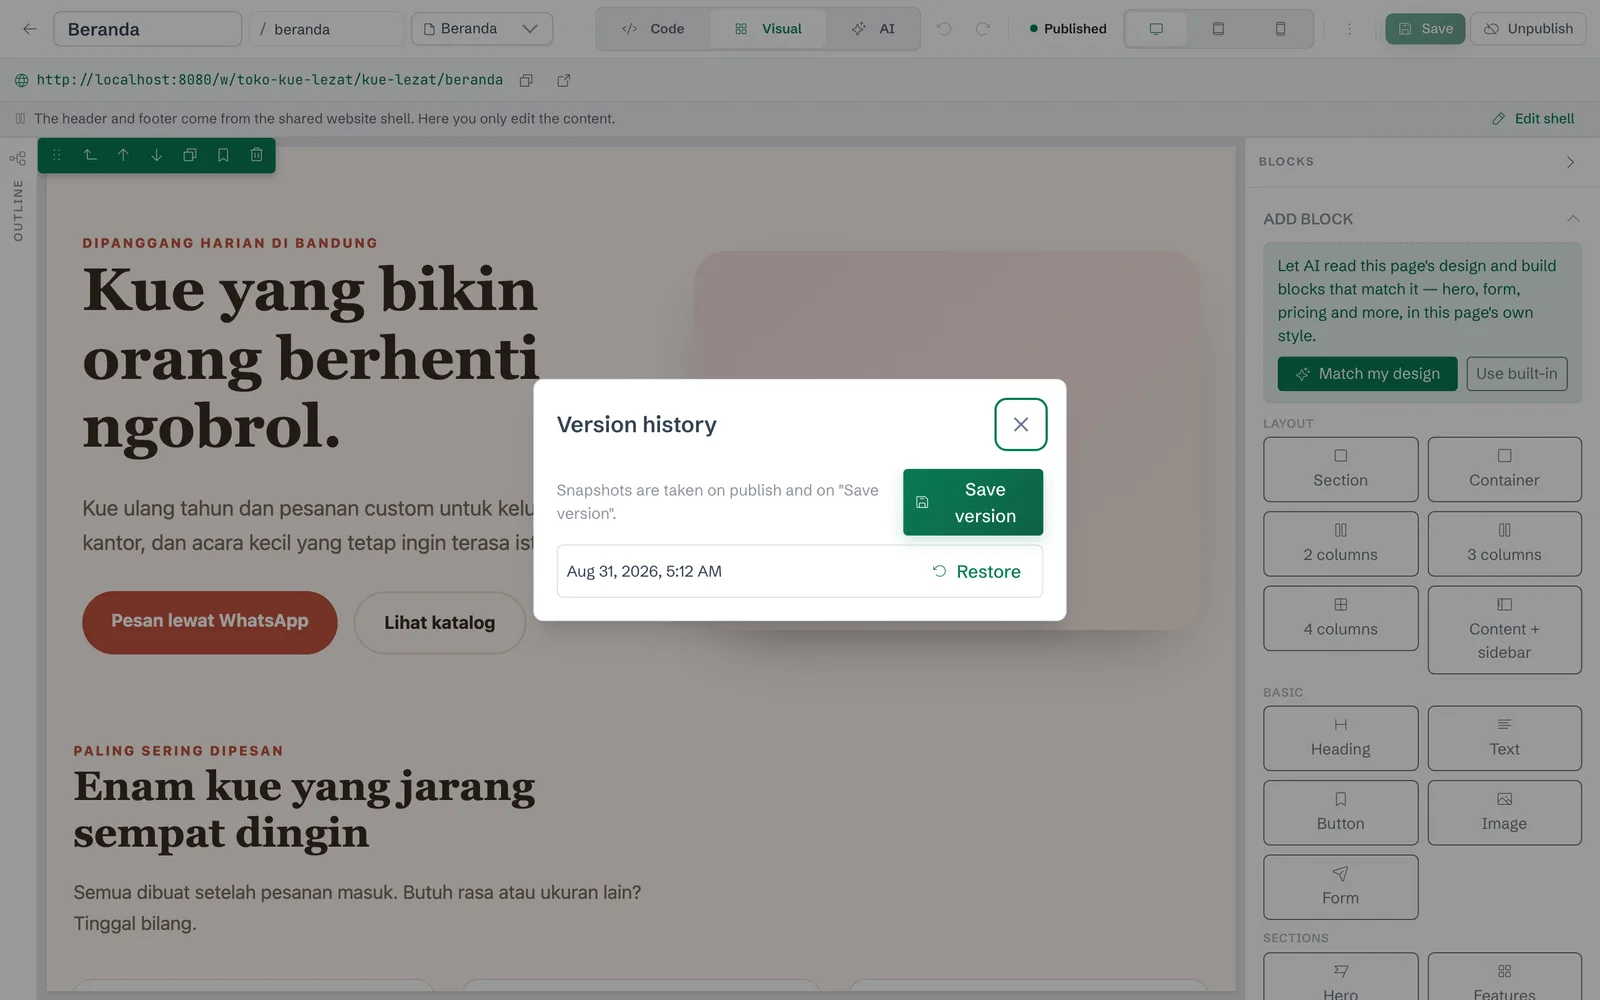 Beranda
/ beranda
Beranda
Code
Visual
AI
Published
Save
Unpublish
http://localhost:8080/w/toko-kue-lezat/kue-lezat/beranda
The header and footer come from the shared website shell. Here you only edit the content.
Edit shell
OUTLINE
DIPANGGANG HARIAN DI BANDUNG
Kue yang bikin
orang berhenti
ngobrol.
Kue ulang tahun dan pesanan custom untuk
kantor, dan acara kecil yang tetap ingin terasa
Pesan lewat WhatsApp
Lihat katalog
PALING SERING DIPESAN
Enam kue yang jarang
sempat dingin
Semua dibuat setelah pesanan masuk. Butuh rasa atau ukuran lain?
Tinggal bilang.
Version history
Snapshots are taken on publish and on "Save
version".
Save
version
Aug 31, 2026, 5:12 AM
Restore
BLOCKS
ADD BLOCK
Let AI read this page's design and build
blocks that match it — hero, form,
pricing and more, in this page's own
style.
Match my design
Use built-in
LAYOUT
Section
Container
2 columns
3 columns
4 columns
Content +
sidebar
BASIC
Heading
Text
Button
Image
Form
SECTIONS
Hero
Features